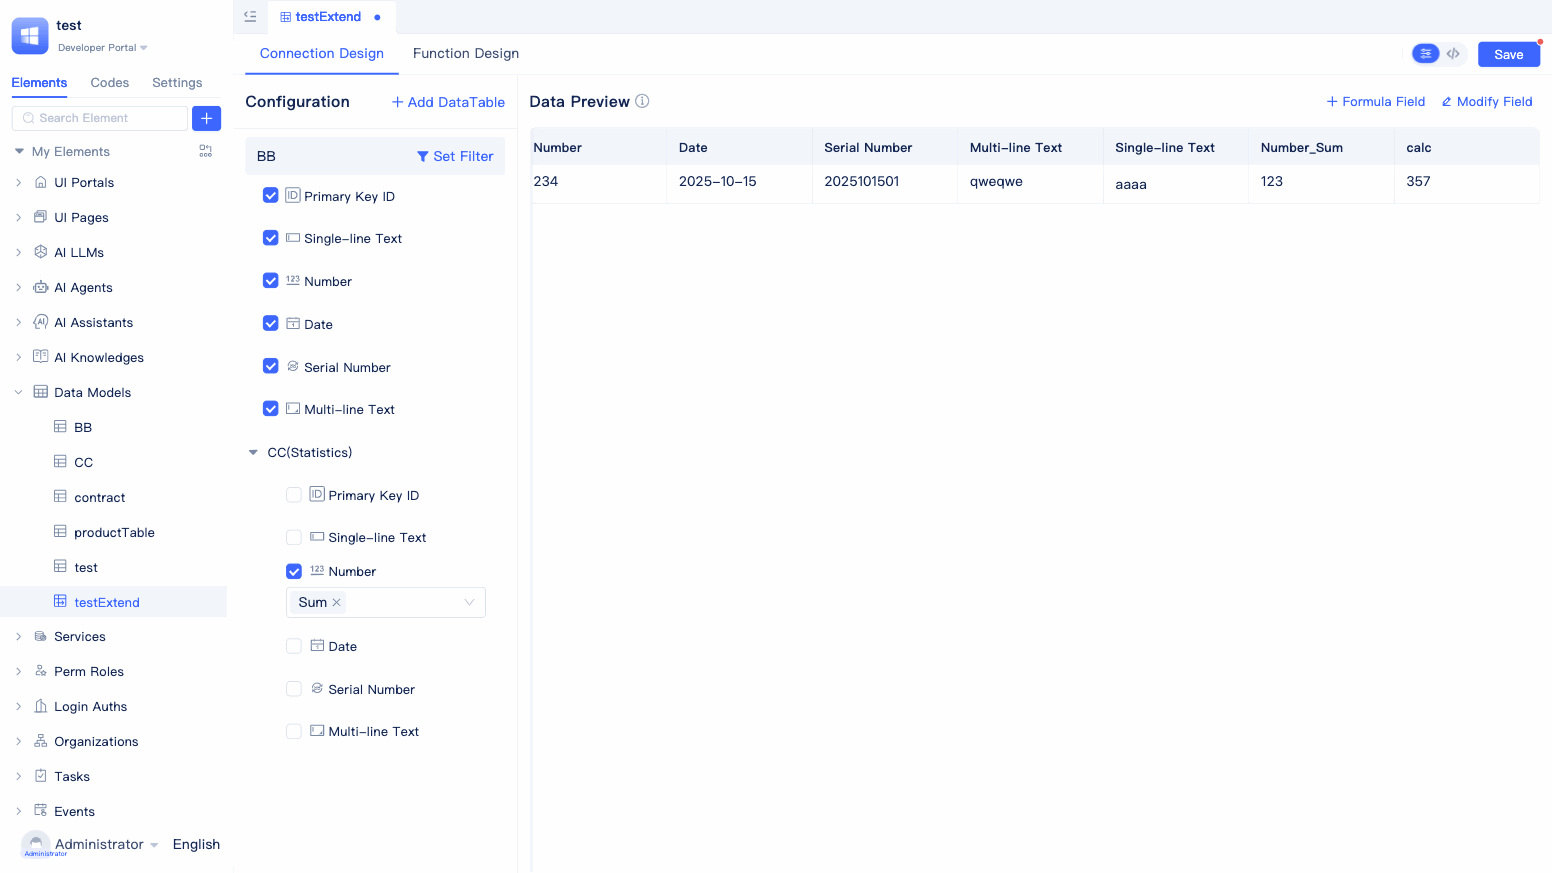 test
Developer Portal
Elements
Codes
Settings
Search Element
My Elements
UI Portals
UI Pages
AI LLMs
AI Agents
AI Assistants
AI Knowledges
Data Models
BB
CC
contract
productTable
test
testExtend
Services
Perm Roles
Login Auths
Organizations
Tasks
Events
Administrator
Administrator
English
testExtend
Connection Design
Function Design
Save
Configuration
Add DataTable
BB
Set Filter
Primary Key ID
Single-line Text
Number
Date
Serial Number
Multi-line Text
CC(Statistics)
Primary Key ID
Single-line Text
Number
Sum
Date
Serial Number
Multi-line Text
Data Preview
Formula Field
Modify Field
Number Date Serial Number Multi-line Text Single-line Text Number_Sum calc
234 2025-10-15 2025101501 qweqwe aaaa 123 357